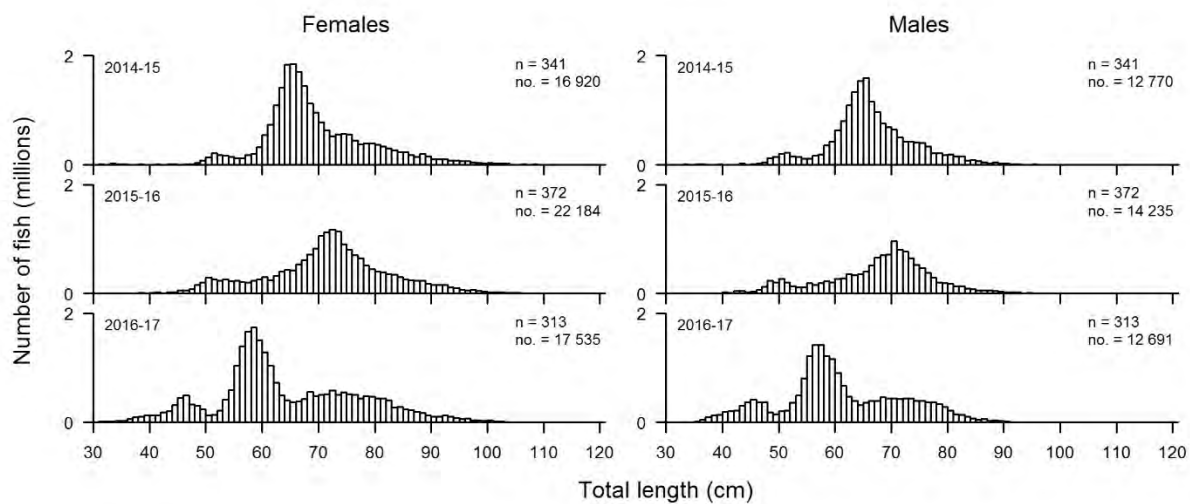 Females
Males
Number of fish (millions)
2
0
2014-15
n = 341
no. = 16 920
2014-15
n = 341
no. = 12 770
2
0
2
0
2015-16
n = 372
no. = 22 184
2015-16
n = 372
no. = 14 235
2
0
2
0
2016-17
n = 313
no. = 17 535
2016-17
n = 313
no. = 12 691
2
0
30 40 50 60 70 80 90 100 110 120
30 40 50 60 70 80 90 100 110 120
Total length (cm)